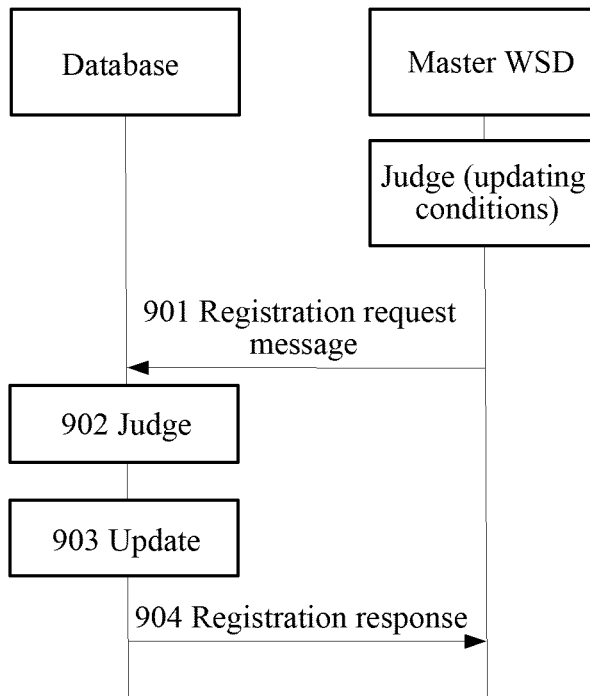 Database
Master WSD
Judge (updating
conditions)
901 Registration request
message
902 Judge
903 Update
904 Registration response